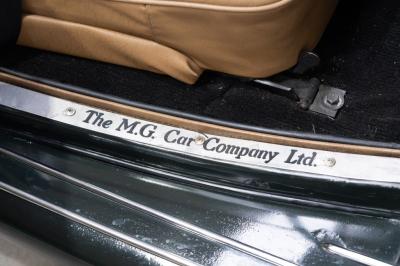 The M.G. Car Company Ltd.